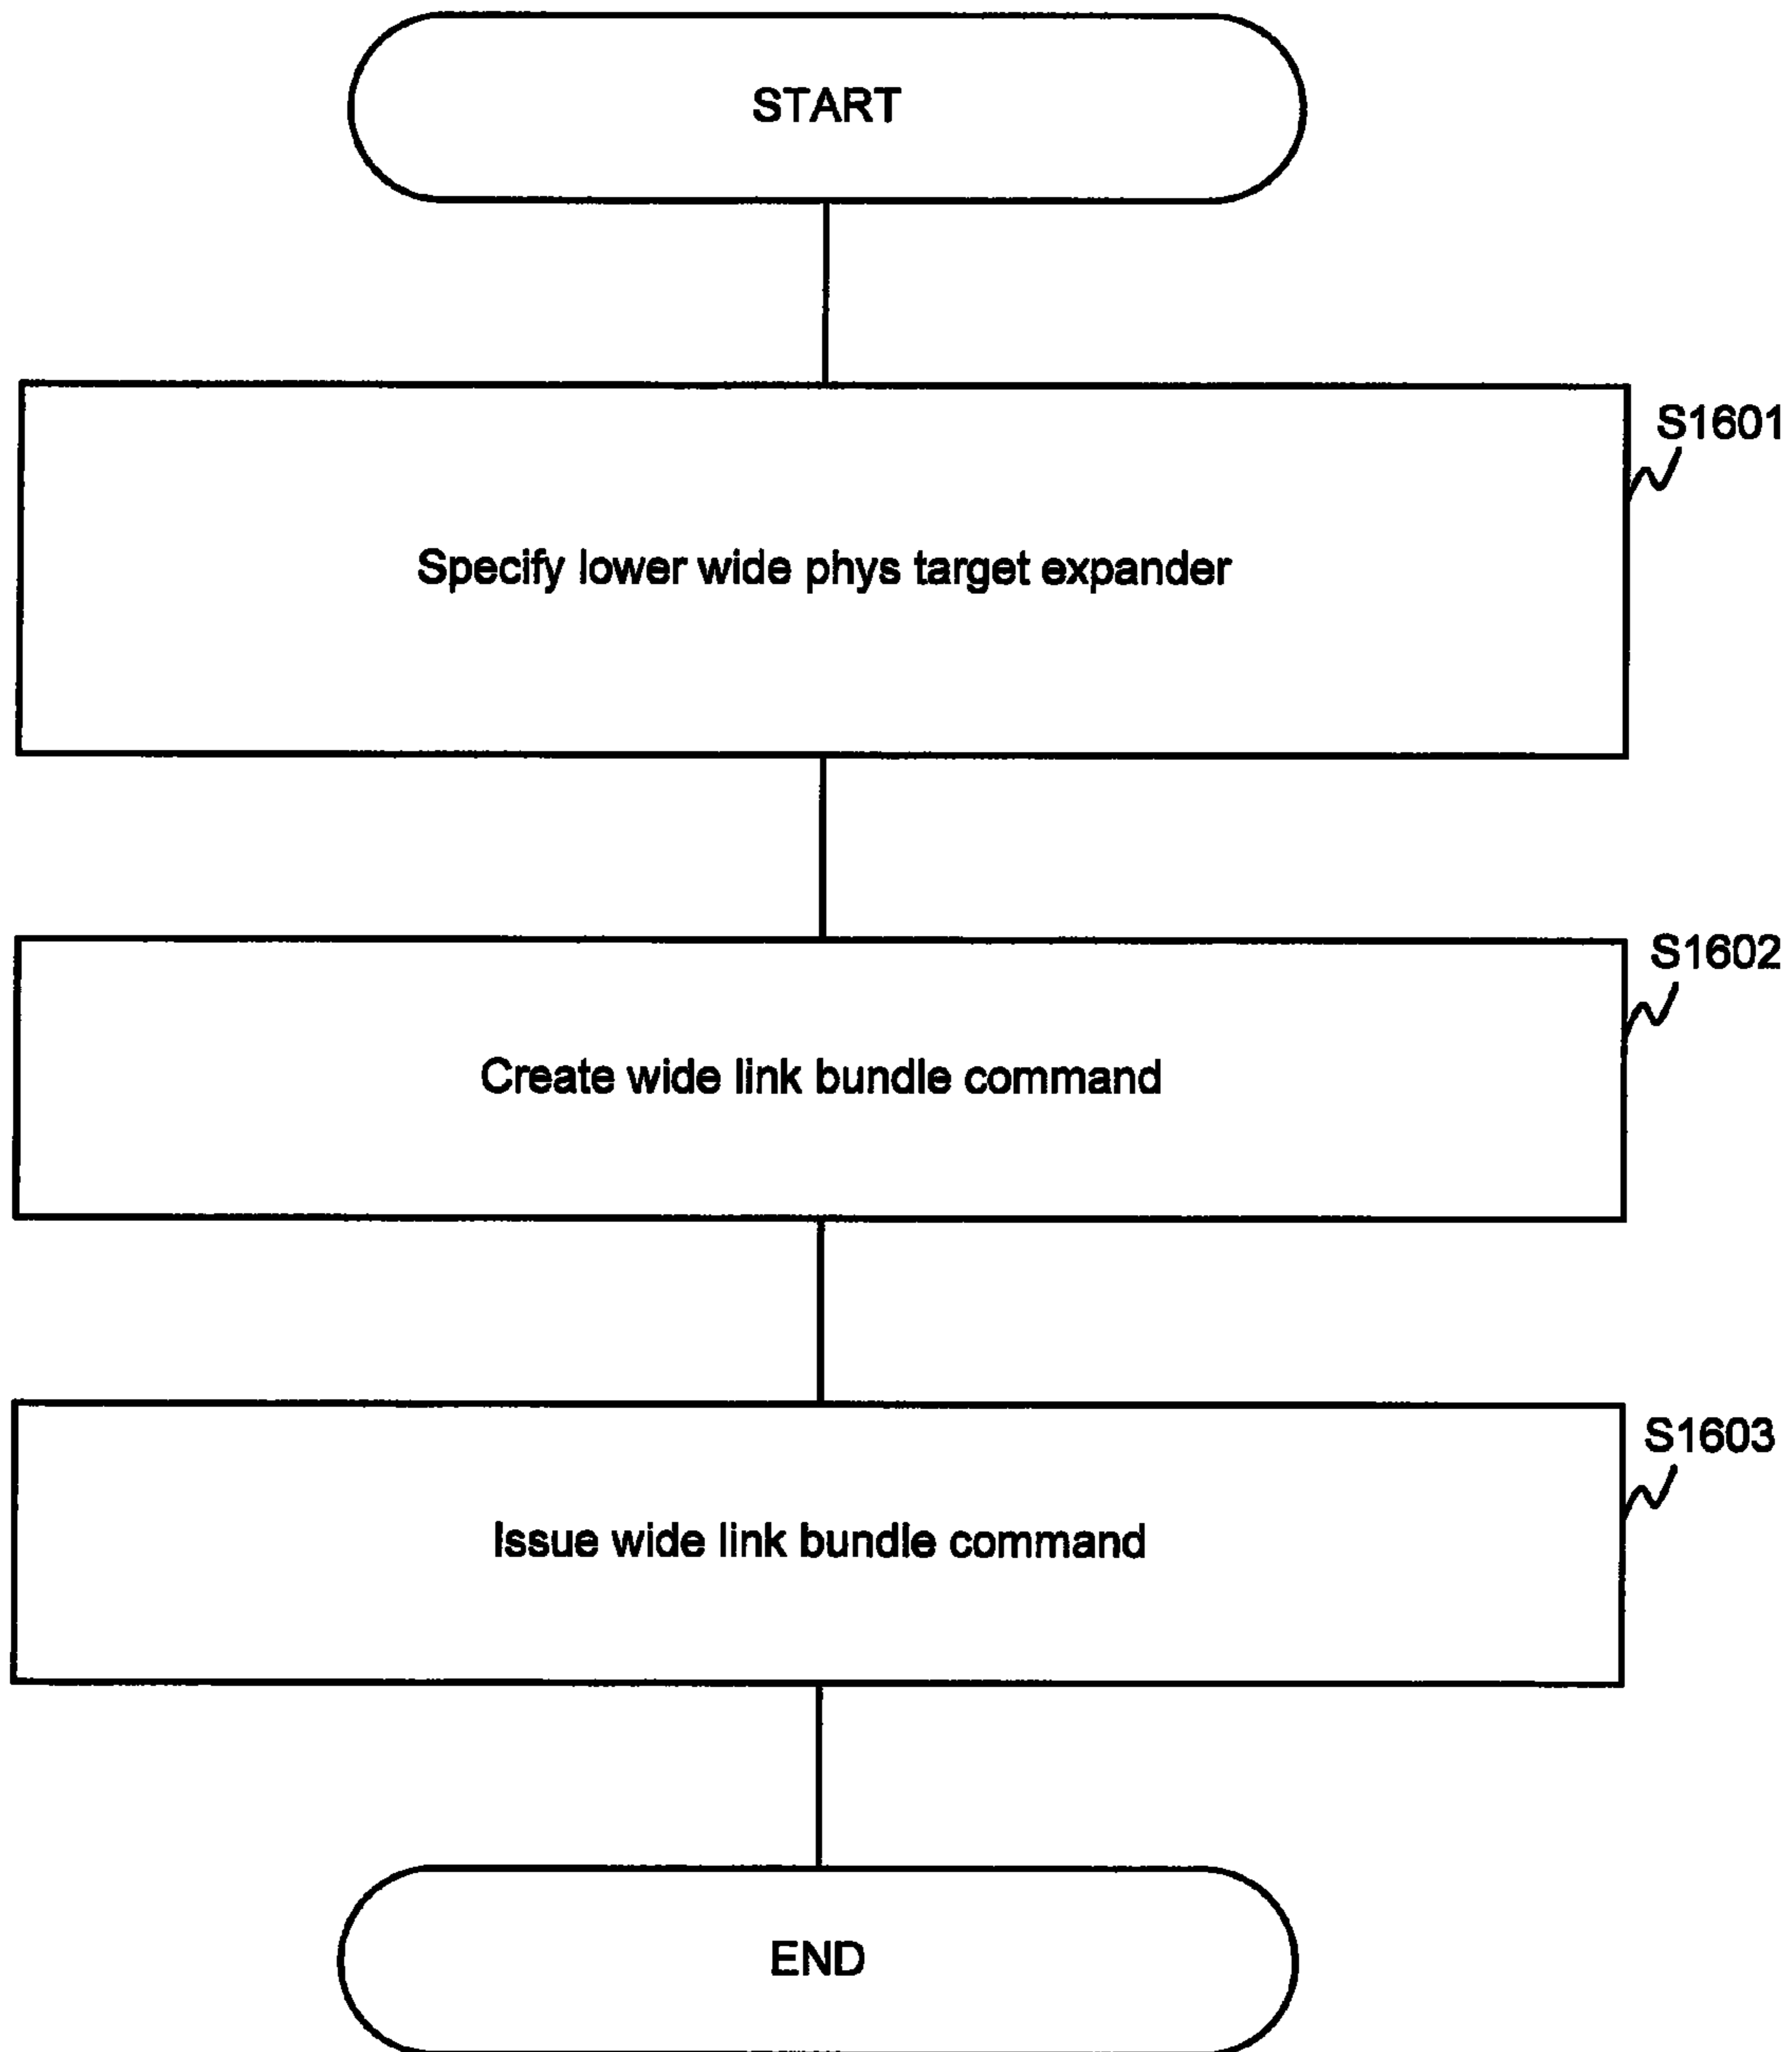 START
S1601
Specify lower wide phys target expander
S1602
Create wide link bundle command
S1603
Issue wide link bundle command
END